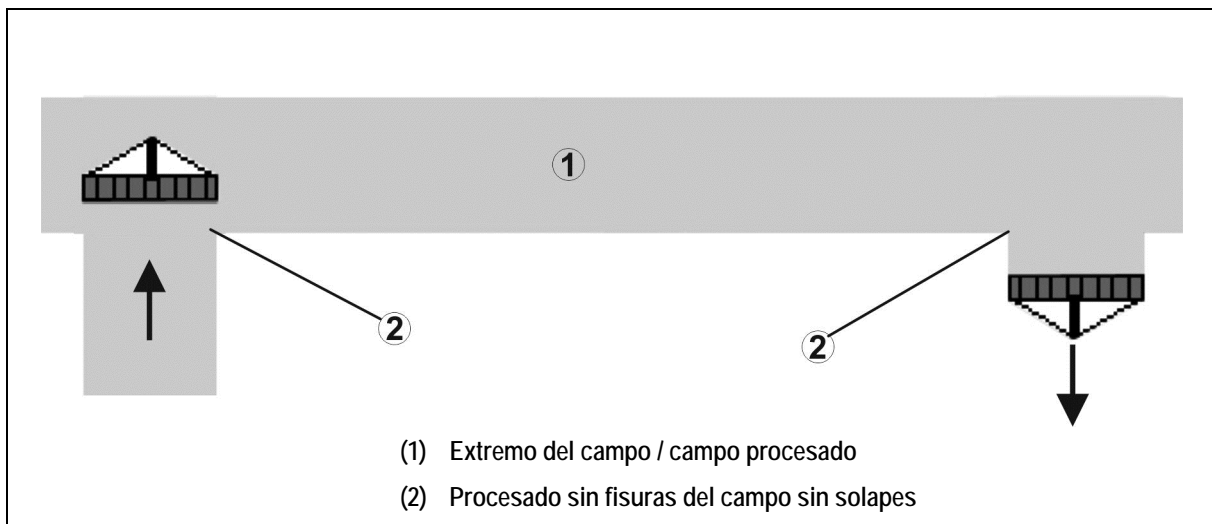 1
2
2
(1) Extremo del campo / campo procesado
(2) Procesado sin fisuras del campo sin solapes